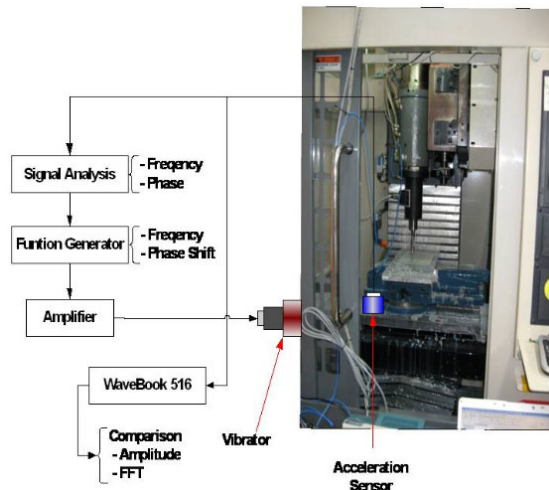 Signal Analysis
- Freqency
- Phase
Funtion Generator
- Freqency
- Phase Shift
Amplifier
WaveBook 516
Comparison
- Amplitude
- FFT
Vibrator
Acceleration
Sensor